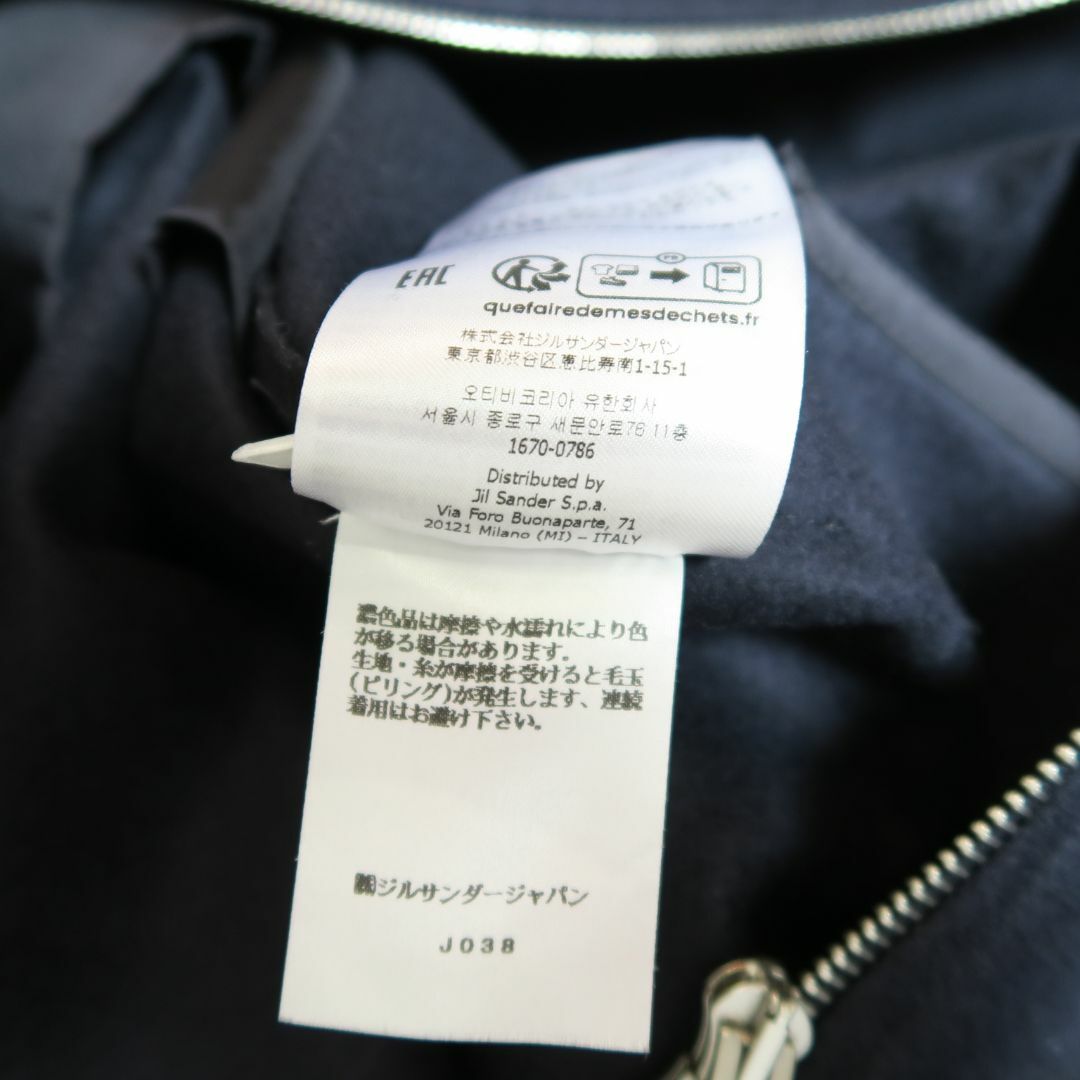 EAC
FR
quefairedemesdechets.fr
株式会社ジルサンダージャパン
東京都渋谷区恵比寿南1-15-1
오티비코리아 유한회사
서울시 종로구 새문안로76 11층
1670-0786
Distributed by
Jil Sander S.p.a.
Via Foro Buonaparte, 71
20121 Milano (MI) – ITALY
濃色品は摩擦や水濡れにより色
が移る場合があります。
生地・糸が摩擦を受けると毛玉
(ピリング)が発生します、連続
着用はお避け下さい。
㈱ジルサンダージャパン
J038